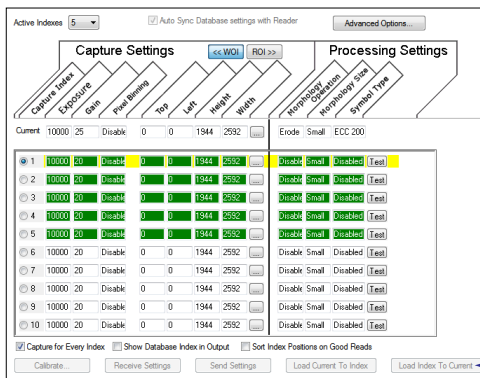 Active Indexes 5 Auto Sync Database settings with Reader Advanced Options...
Capture Settings << WOI ROI >> Processing Settings
Capture Index Exposure Gain Pixel Binning Top Left Height Width Morphology Operation Morphology Size Symbol Type
Current 10000 25 Disable 0 0 1944 2592 ... Erode Small ECC 200
1 10000 20 Disable 0 0 1944 2592 ... Disable Small Disabled Test
2 10000 20 Disable 0 0 1944 2592 ... Disable Small Disabled Test
3 10000 20 Disable 0 0 1944 2592 ... Disable Small Disabled Test
4 10000 20 Disable 0 0 1944 2592 ... Disable Small Disabled Test
5 10000 20 Disable 0 0 1944 2592 ... Disable Small Disabled Test
6 10000 20 Disable 0 0 1944 2592 ... Disable Small Disabled Test
7 10000 20 Disable 0 0 1944 2592 ... Disable Small Disabled Test
8 10000 20 Disable 0 0 1944 2592 ... Disable Small Disabled Test
9 10000 20 Disable 0 0 1944 2592 ... Disable Small Disabled Test
10 10000 20 Disable 0 0 1944 2592 ... Disable Small Disabled Test
Capture for Every Index Show Database Index in Output Sort Index Positions on Good Reads
Calibrate... Receive Settings Send Settings Load Current To Index Load Index To Current